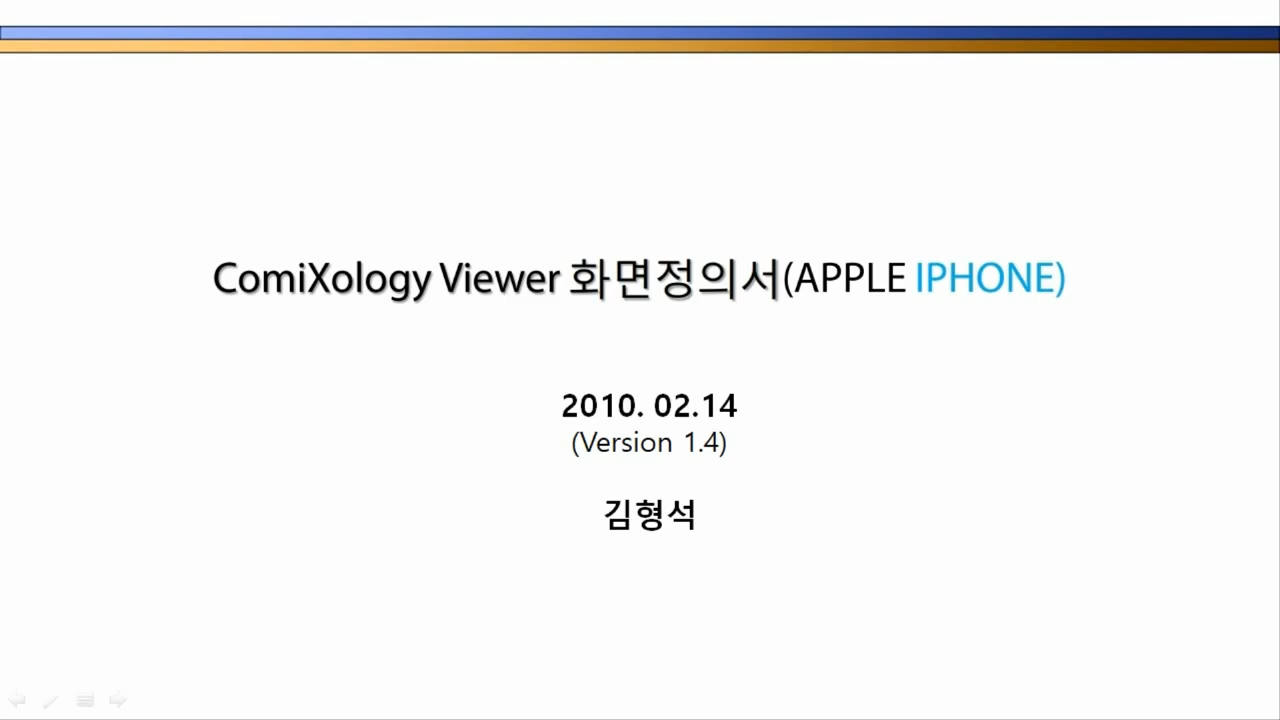 ComiXology Viewer 화면정의서(APPLE IPHONE)
2010. 02.14
(Version 1.4)
김형석